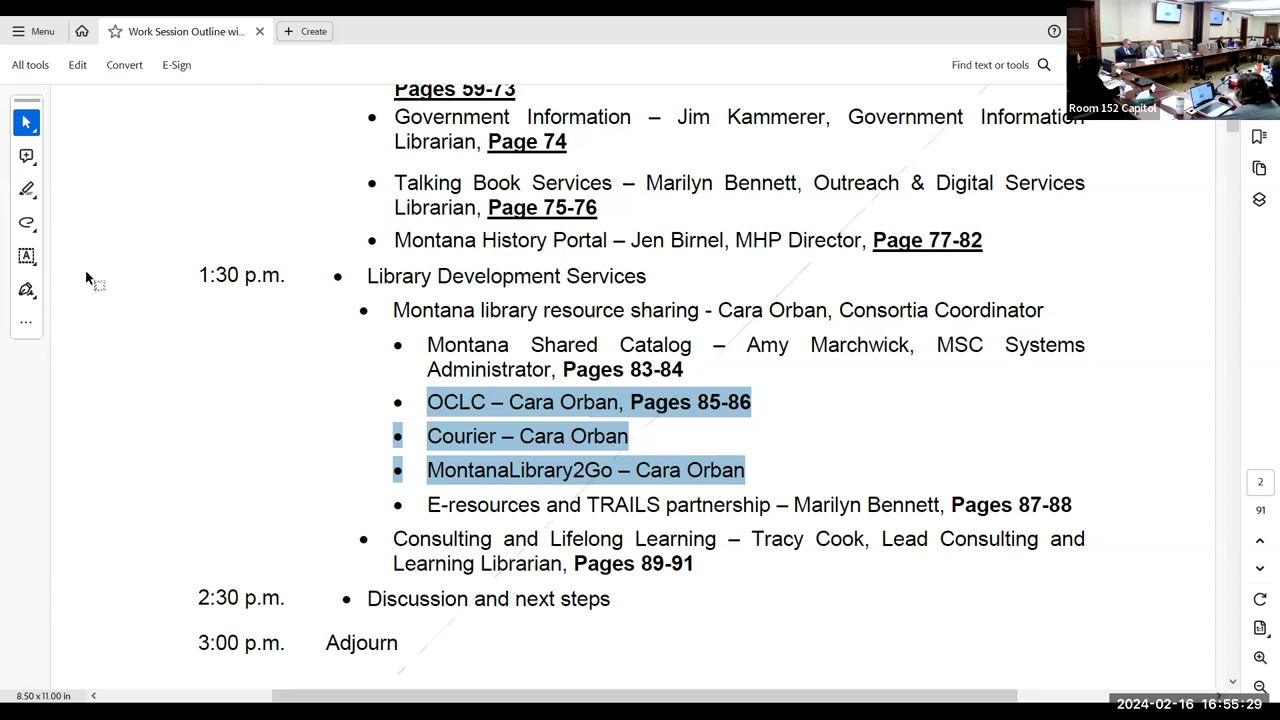 Menu
Work Session Outline wi...
Create
All tools
Edit
Convert
E-Sign
Find text or tools
Room 152 Capitol
Pages 59-73
• Government Information – Jim Kammerer, Government Information
Librarian, Page 74
• Talking Book Services – Marilyn Bennett, Outreach & Digital Services
Librarian, Page 75-76
• Montana History Portal – Jen Birnel, MHP Director, Page 77-82
1:30 p.m. • Library Development Services
• Montana library resource sharing - Cara Orban, Consortia Coordinator
• Montana Shared Catalog – Amy Marchwick, MSC Systems
Administrator, Pages 83-84
• OCLC – Cara Orban, Pages 85-86
• Courier – Cara Orban
• MontanaLibrary2Go – Cara Orban
• E-resources and TRAILS partnership – Marilyn Bennett, Pages 87-88
• Consulting and Lifelong Learning – Tracy Cook, Lead Consulting and
Learning Librarian, Pages 89-91
2:30 p.m. • Discussion and next steps
3:00 p.m. Adjourn
2
91
8.50 x 11.00 in
2024-02-16 16:55:29